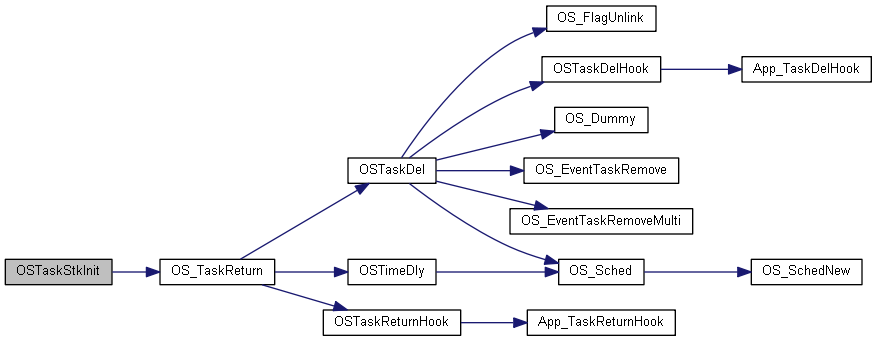 OS_FlagUnlink
OSTaskDelHook
App_TaskDelHook
OS_Dummy
OSTaskDel
OS_EventTaskRemove
OS_EventTaskRemoveMulti
OSTaskStkInit
OS_TaskReturn
OSTimeDly
OS_Sched
OS_SchedNew
OSTaskReturnHook
App_TaskReturnHook